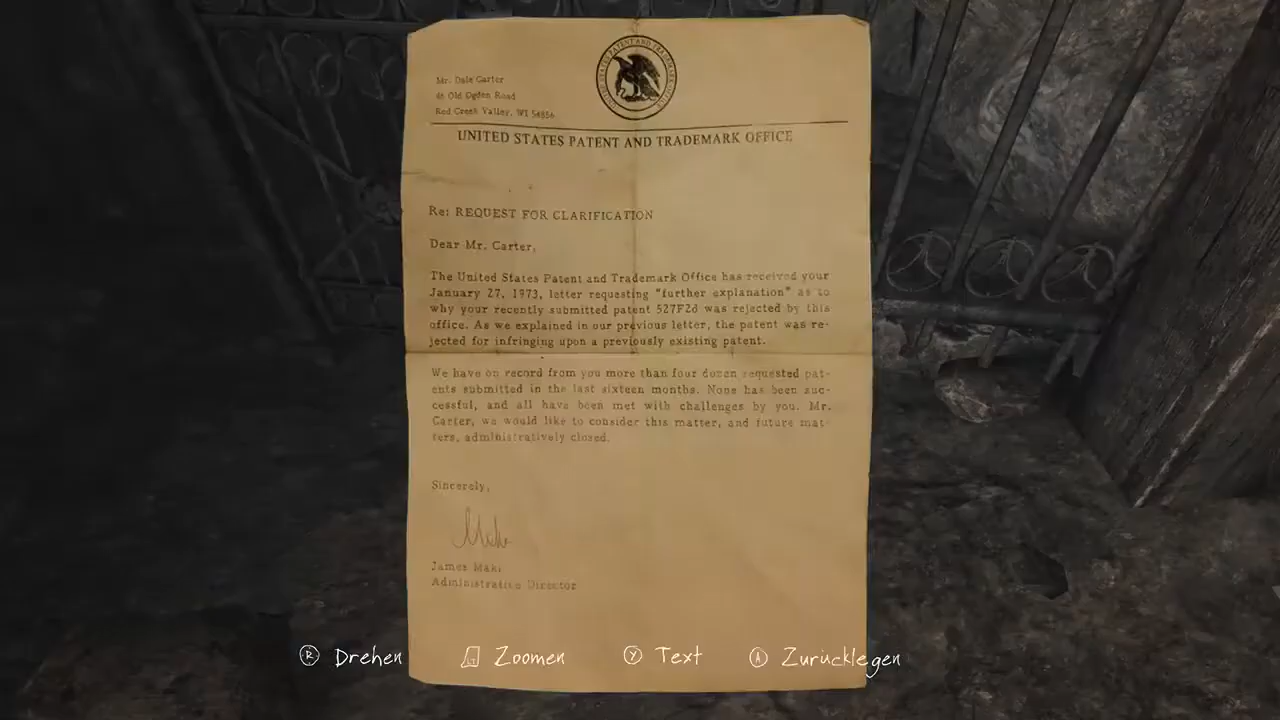 Mr. Dale Carter
46 Old Ogden Road
Red Creek Valley, WI 54856
UNITED STATES PATENT AND TRADEMARK OFFICE
Re: REQUEST FOR CLARIFICATION
Dear Mr. Carter,
The United States Patent and Trademark Office has received your
January 27, 1973, letter requesting "further explanation" as to
why your recently submitted patent 527F2d was rejected by this
office. As we explained in our previous letter, the patent was re-
jected for infringing upon a previously existing patent.
We have on record from you more than four dozen requested pat-
ents submitted in the last sixteen months. None has been suc-
cessful, and all have been met with challenges by you. Mr.
Carter, we would like to consider this matter, and future mat-
ters, administratively closed.
Sincerely,
James Maki
Administrative Director
R Drehen
LT Zoomen
Y Text
A Zurücklegen